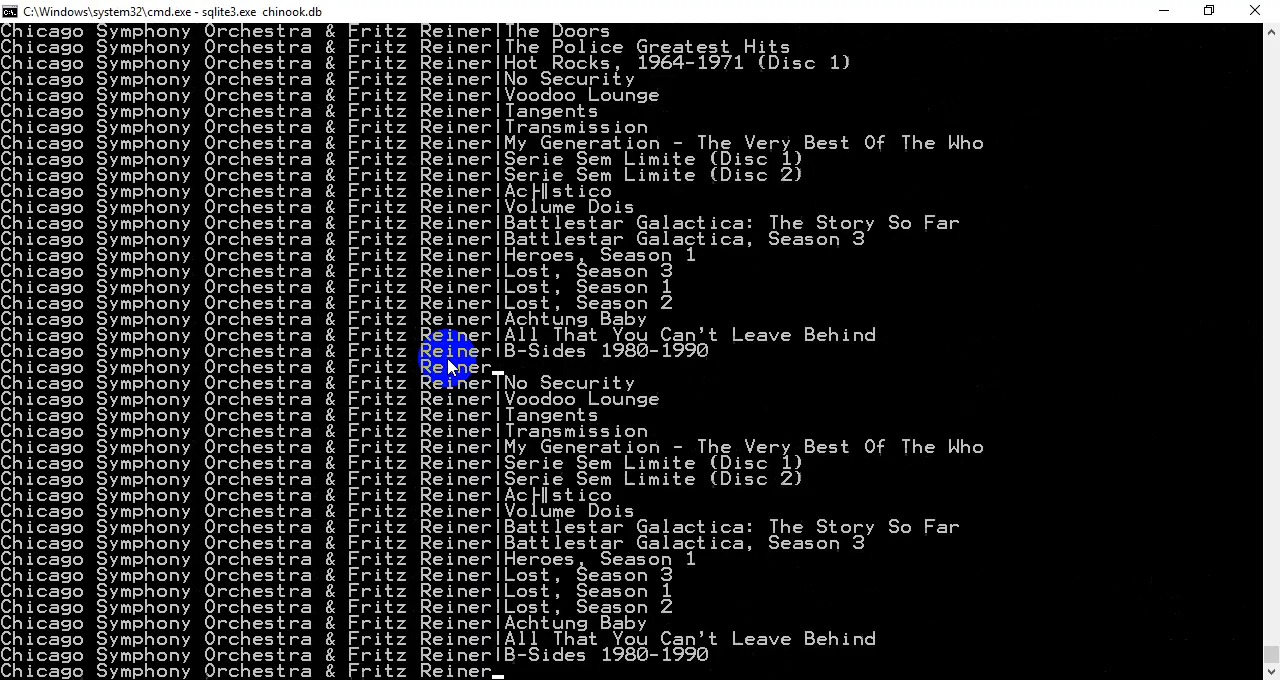 C:\Windows\system32\cmd.exe - sqlite3.exe chinook.db
Chicago Symphony Orchestra & Fritz Reiner|The Doors
Chicago Symphony Orchestra & Fritz Reiner|The Police Greatest Hits
Chicago Symphony Orchestra & Fritz Reiner|Hot Rocks, 1964-1971 (Disc 1)
Chicago Symphony Orchestra & Fritz Reiner|No Security
Chicago Symphony Orchestra & Fritz Reiner|Voodoo Lounge
Chicago Symphony Orchestra & Fritz Reiner|Tangents
Chicago Symphony Orchestra & Fritz Reiner|Transmission
Chicago Symphony Orchestra & Fritz Reiner|My Generation - The Very Best Of The Who
Chicago Symphony Orchestra & Fritz Reiner|Serie Sem Limite (Disc 1)
Chicago Symphony Orchestra & Fritz Reiner|Serie Sem Limite (Disc 2)
Chicago Symphony Orchestra & Fritz Reiner|Ac├║stico
Chicago Symphony Orchestra & Fritz Reiner|Volume Dois
Chicago Symphony Orchestra & Fritz Reiner|Battlestar Galactica: The Story So Far
Chicago Symphony Orchestra & Fritz Reiner|Battlestar Galactica, Season 3
Chicago Symphony Orchestra & Fritz Reiner|Heroes, Season 1
Chicago Symphony Orchestra & Fritz Reiner|Lost, Season 3
Chicago Symphony Orchestra & Fritz Reiner|Lost, Season 1
Chicago Symphony Orchestra & Fritz Reiner|Lost, Season 2
Chicago Symphony Orchestra & Fritz Reiner|Achtung Baby
Chicago Symphony Orchestra & Fritz Reiner|All That You Can't Leave Behind
Chicago Symphony Orchestra & Fritz Reiner|B-Sides 1980-1990
Chicago Symphony Orchestra & Fritz Reiner
Chicago Symphony Orchestra & Fritz Reiner|No Security
Chicago Symphony Orchestra & Fritz Reiner|Voodoo Lounge
Chicago Symphony Orchestra & Fritz Reiner|Tangents
Chicago Symphony Orchestra & Fritz Reiner|Transmission
Chicago Symphony Orchestra & Fritz Reiner|My Generation - The Very Best Of The Who
Chicago Symphony Orchestra & Fritz Reiner|Serie Sem Limite (Disc 1)
Chicago Symphony Orchestra & Fritz Reiner|Serie Sem Limite (Disc 2)
Chicago Symphony Orchestra & Fritz Reiner|Ac├║stico
Chicago Symphony Orchestra & Fritz Reiner|Volume Dois
Chicago Symphony Orchestra & Fritz Reiner|Battlestar Galactica: The Story So Far
Chicago Symphony Orchestra & Fritz Reiner|Battlestar Galactica, Season 3
Chicago Symphony Orchestra & Fritz Reiner|Heroes, Season 1
Chicago Symphony Orchestra & Fritz Reiner|Lost, Season 3
Chicago Symphony Orchestra & Fritz Reiner|Lost, Season 1
Chicago Symphony Orchestra & Fritz Reiner|Lost, Season 2
Chicago Symphony Orchestra & Fritz Reiner|Achtung Baby
Chicago Symphony Orchestra & Fritz Reiner|All That You Can't Leave Behind
Chicago Symphony Orchestra & Fritz Reiner|B-Sides 1980-1990
Chicago Symphony Orchestra & Fritz Reiner